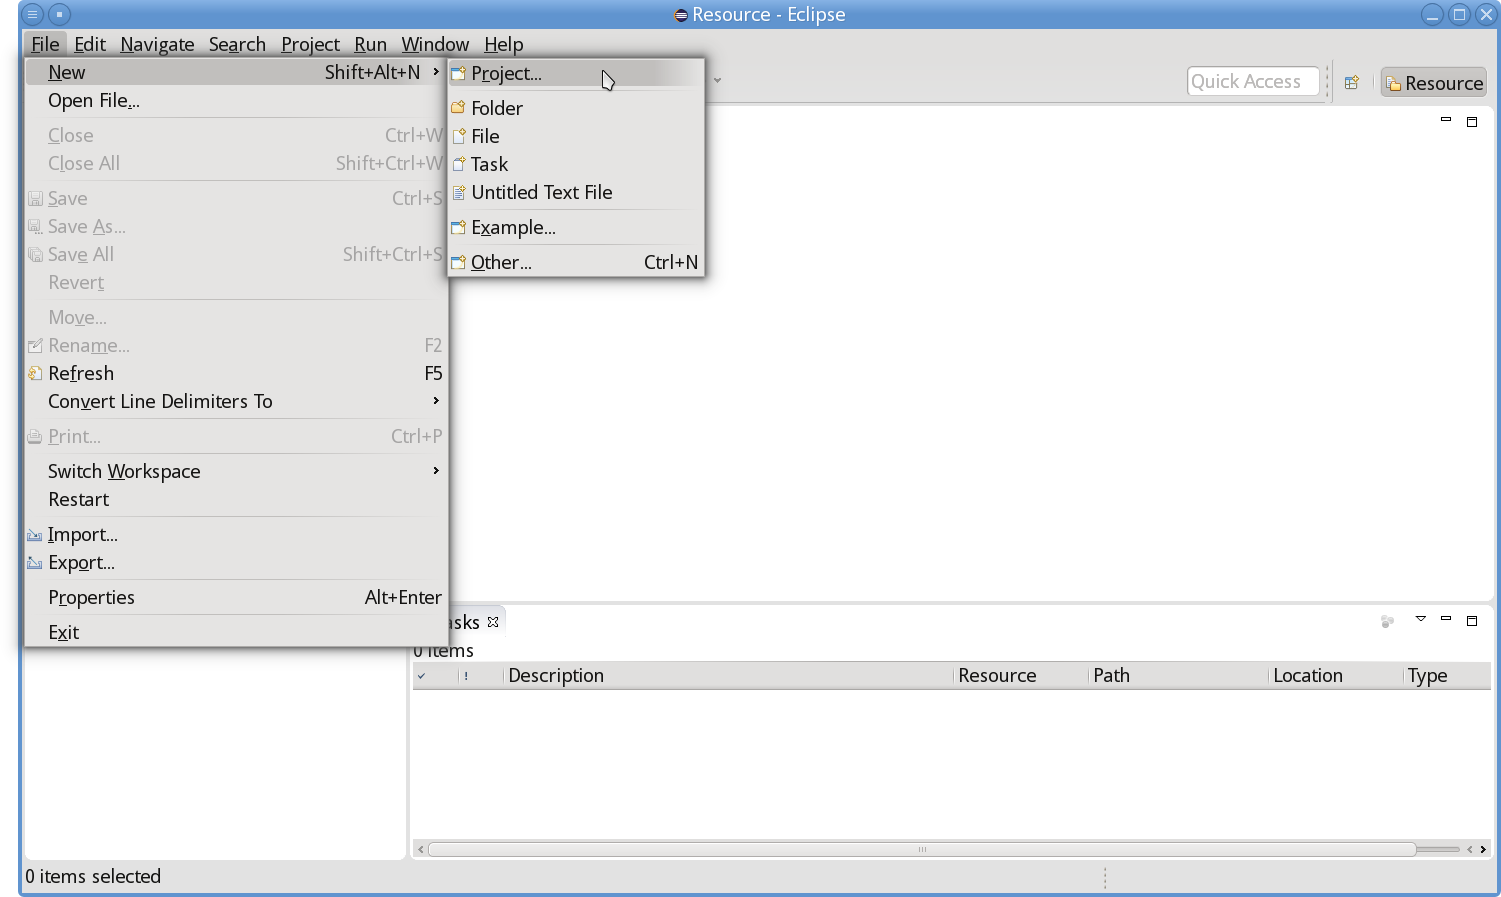 Resource - Eclipse
File Edit Navigate Search Project Run Window Help
New Shift+Alt+N
Open File...
Close Ctrl+W
Close All Shift+Ctrl+W
Save Ctrl+S
Save As...
Save All Shift+Ctrl+S
Revert
Move...
Rename... F2
Refresh F5
Convert Line Delimiters To
Print... Ctrl+P
Switch Workspace
Restart
Import...
Export...
Properties Alt+Enter
Exit
Project...
Folder
File
Task
Untitled Text File
Example...
Other... Ctrl+N
Quick Access
Resource
asks
0 items
! Description Resource Path Location Type
0 items selected